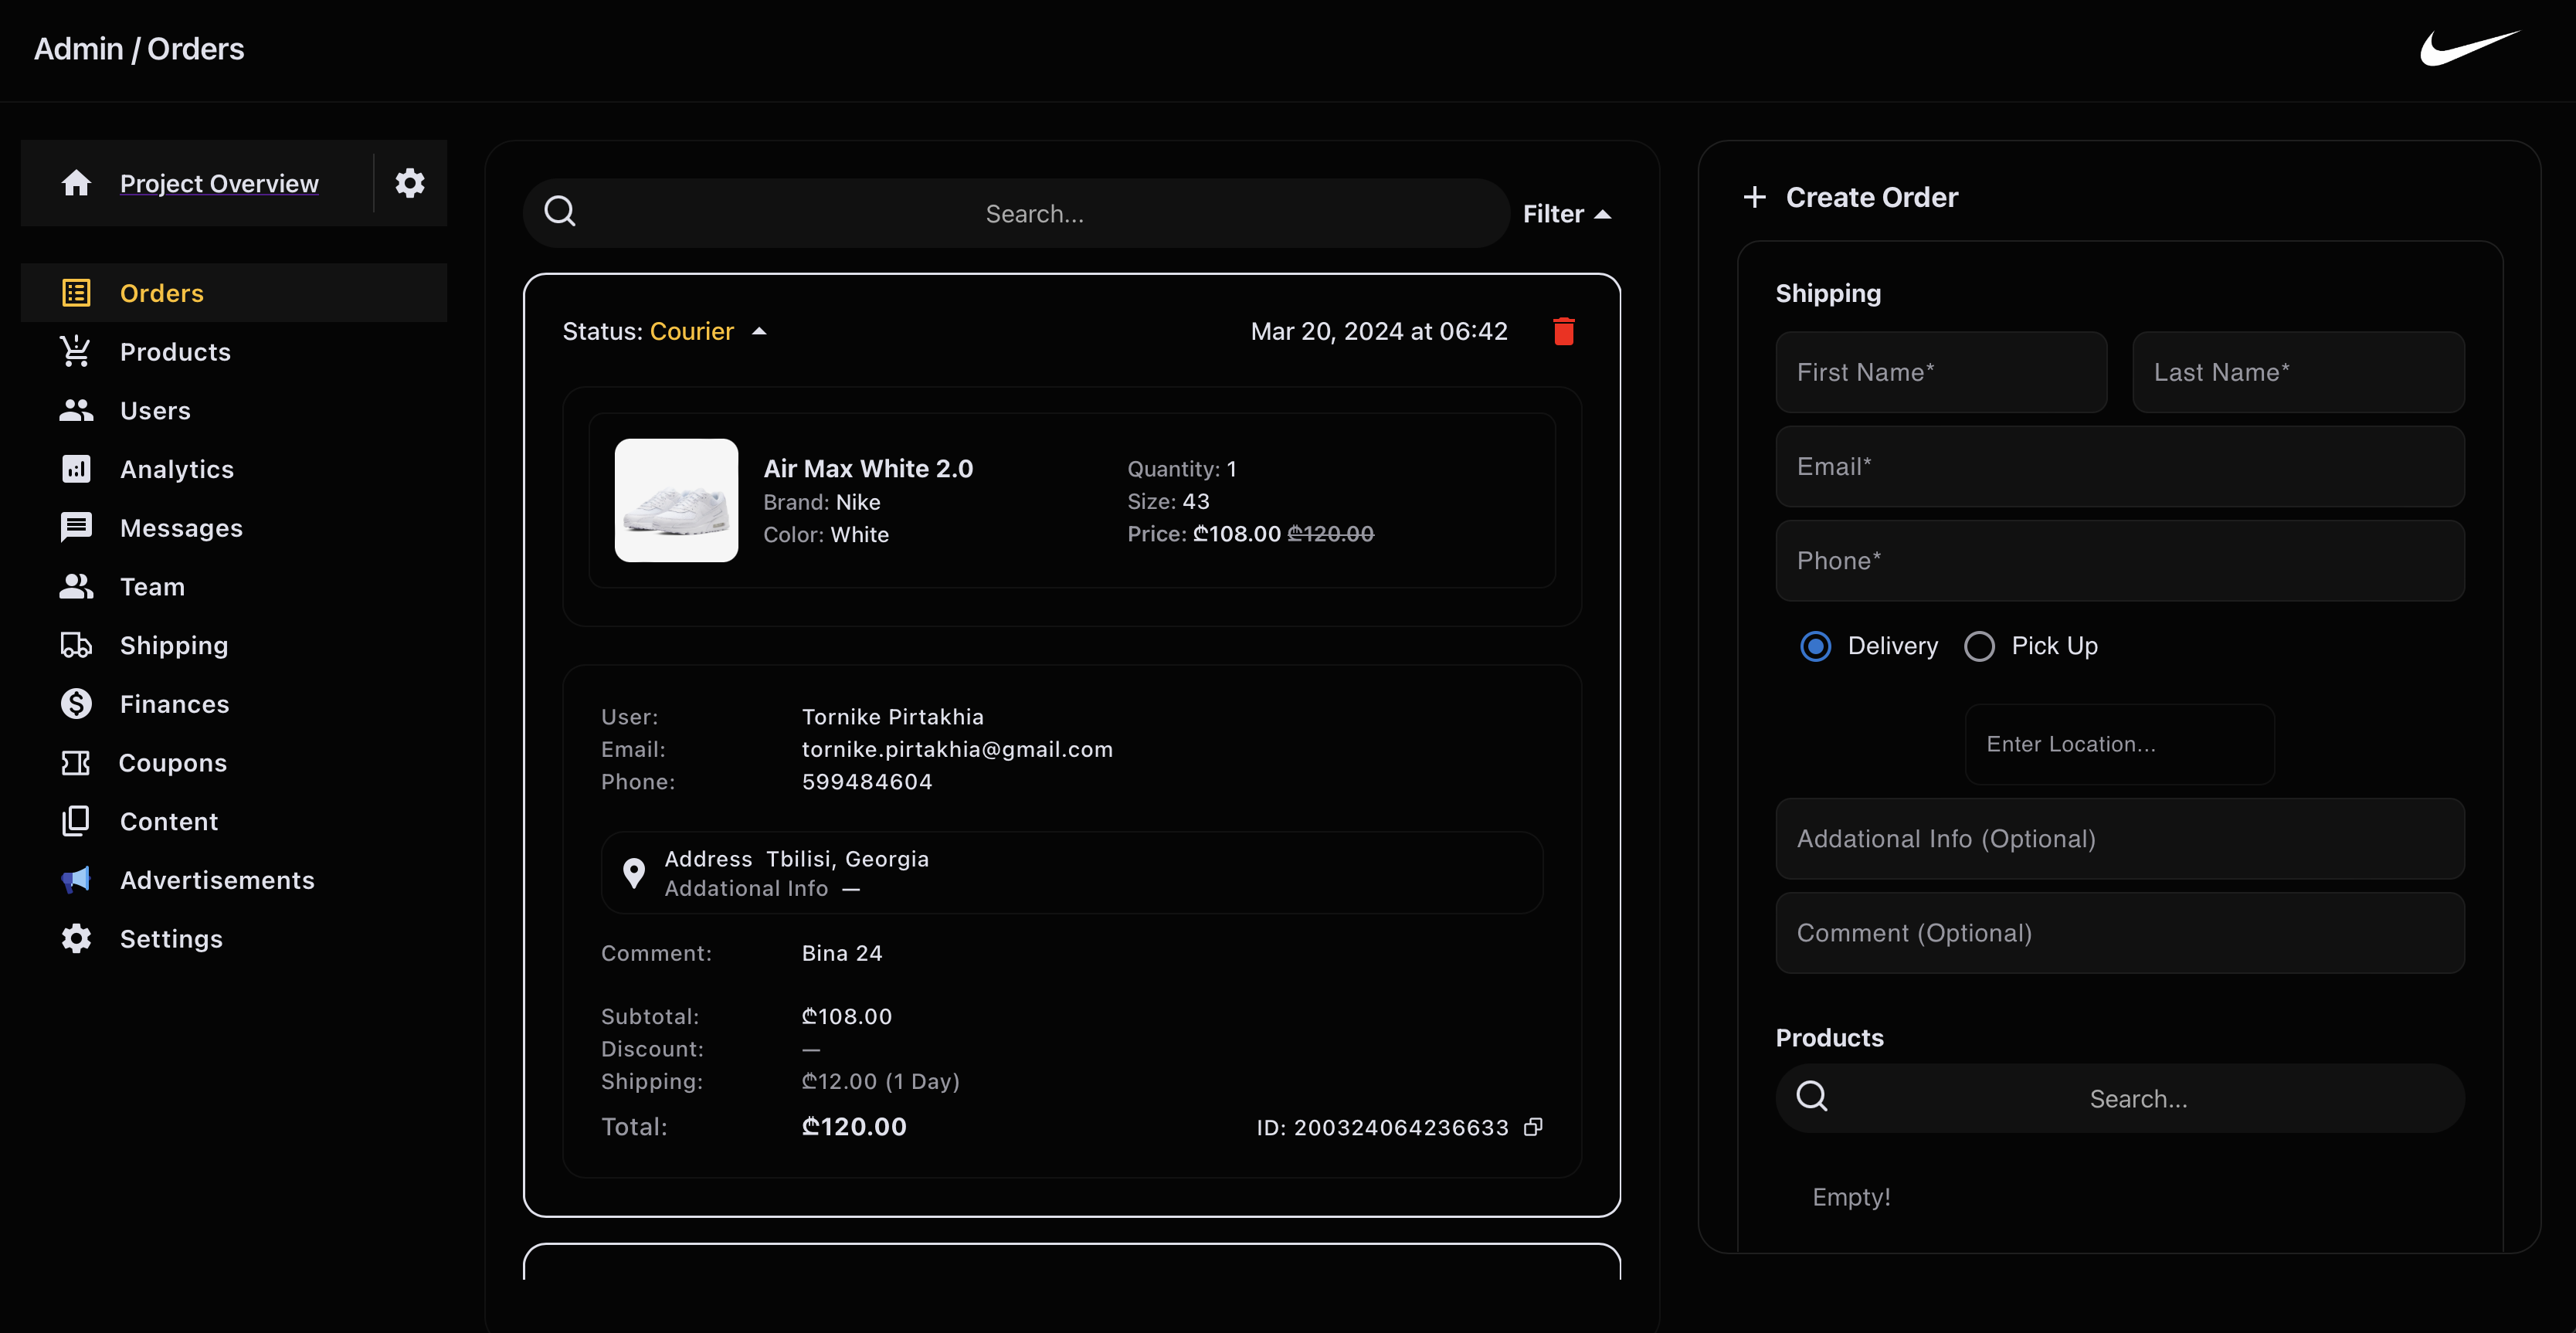 Admin / Orders
Project Overview
Orders
Products
Users
Analytics
Messages
Team
Shipping
Finances
Coupons
Content
Advertisements
Settings
Search...
Filter
Status: Courier
Mar 20, 2024 at 06:42
Air Max White 2.0
Brand: Nike
Color: White
Quantity: 1
Size: 43
Price: ₾108.00 ₾120.00
User: Tornike Pirtakhia
Email: tornike.pirtakhia@gmail.com
Phone: 599484604
Address Tbilisi, Georgia
Addational Info —
Comment: Bina 24
Subtotal: ₾108.00
Discount: —
Shipping: ₾12.00 (1 Day)
Total: ₾120.00
ID: 200324064236633
Create Order
Shipping
First Name*
Last Name*
Email*
Phone*
Delivery
Pick Up
Enter Location...
Addational Info (Optional)
Comment (Optional)
Products
Search...
Empty!